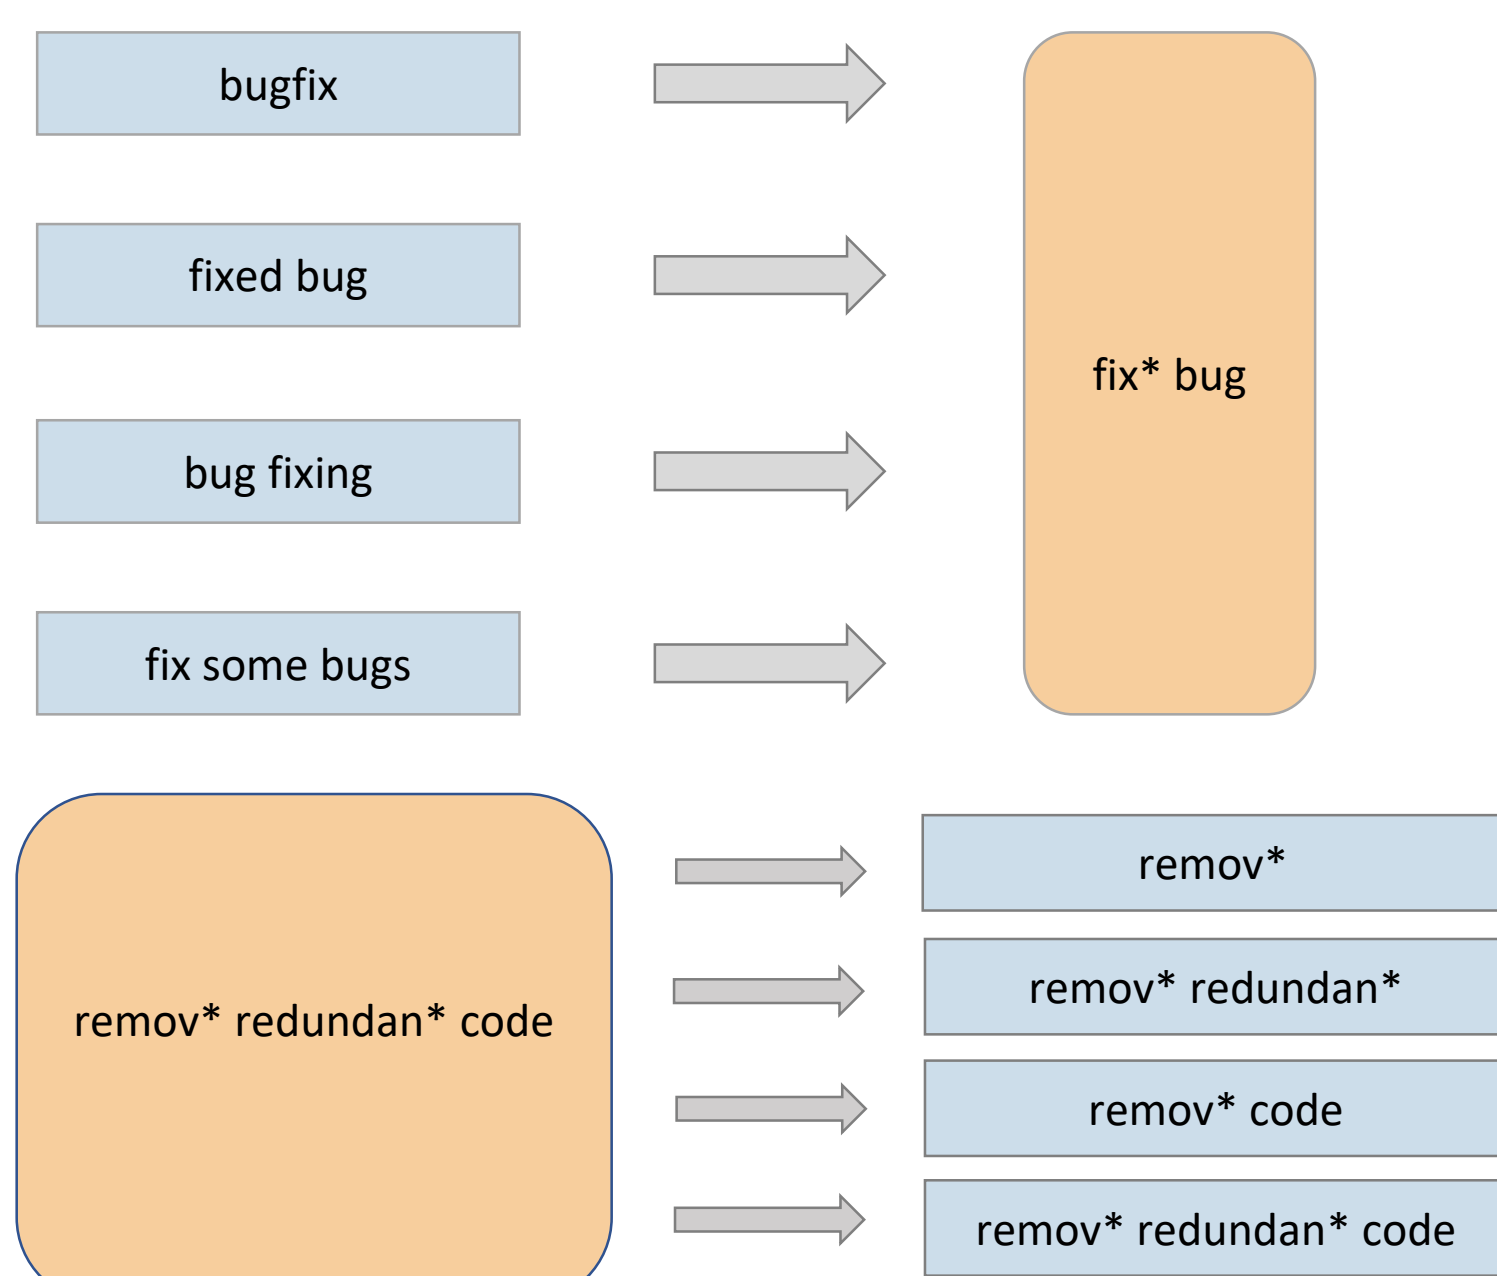 bugfix
fixed bug
bug fixing
fix some bugs
fix* bug
remov* redundan* code
remov*
remov* redundan*
remov* code
remov* redundan* code